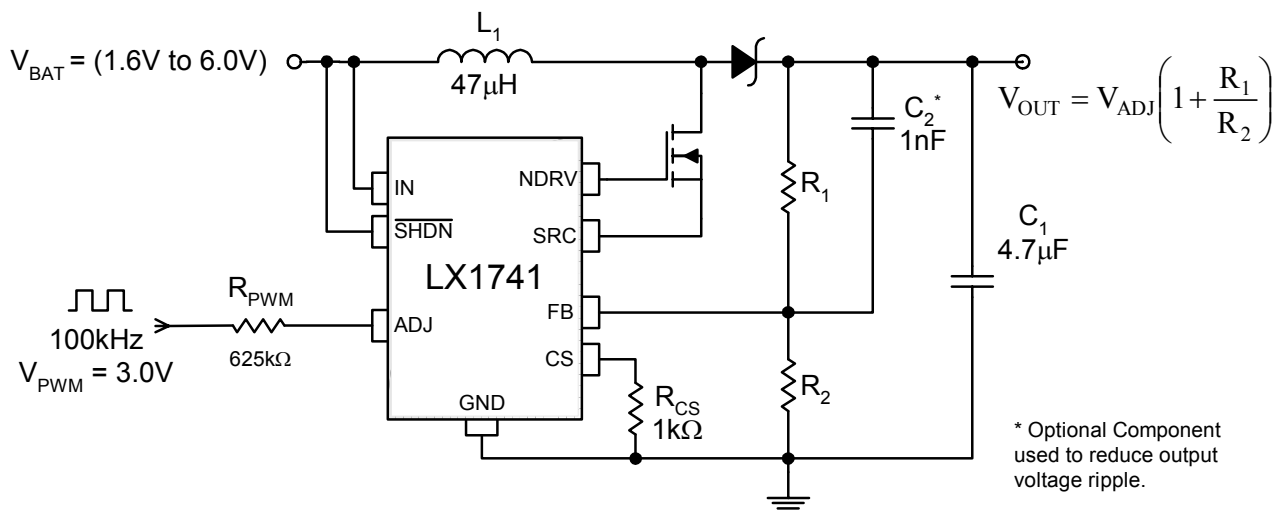 L₁
V_BAT = (1.6V to 6.0V)
47μH
V_OUT = V_ADJ(1 + R₁/R₂)
C₂*
1nF
NDRV
IN
R₁
SHDN
SRC
C₁
4.7μF
LX1741
R_PWM
FB
ADJ
100kHz
625kΩ
CS
V_PWM = 3.0V
R₂
R_CS
1kΩ
GND
* Optional Component
used to reduce output
voltage ripple.